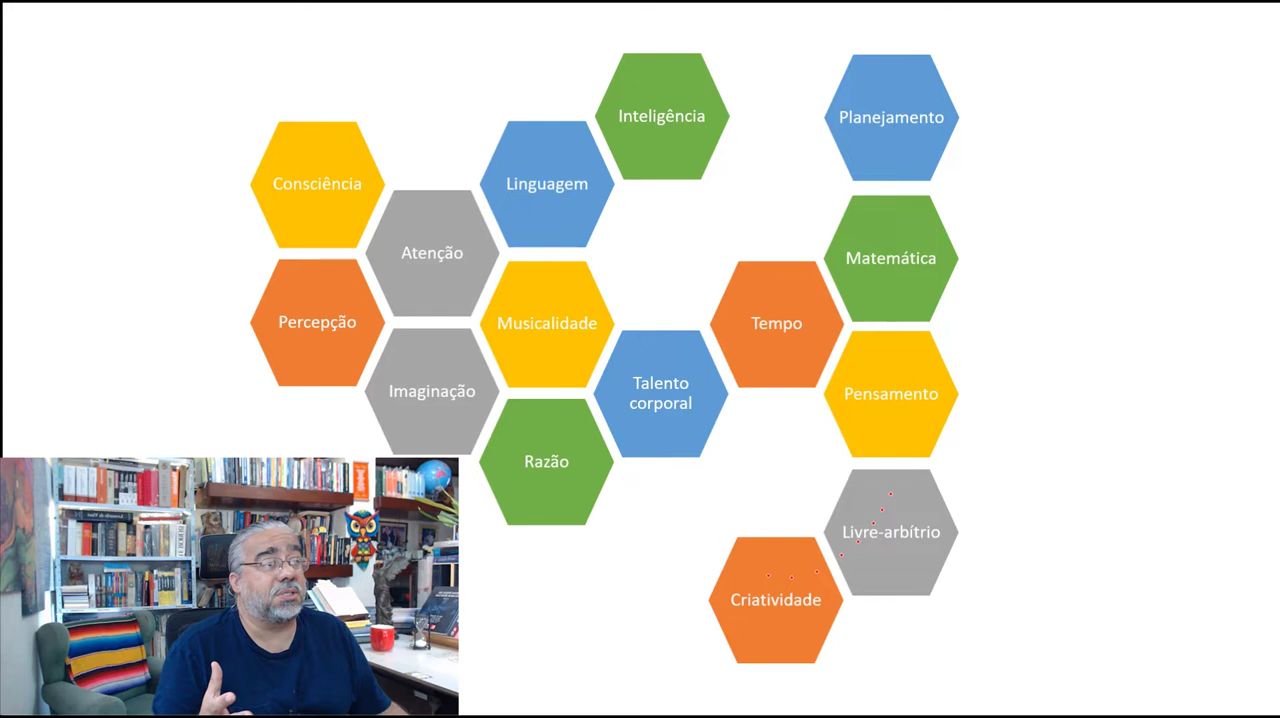 Inteligência
Planejamento
Consciência
Linguagem
Atenção
Matemática
Percepção
Musicalidade
Tempo
Imaginação
Talento
corporal
Pensamento
Razão
Livre-arbítrio
Criatividade